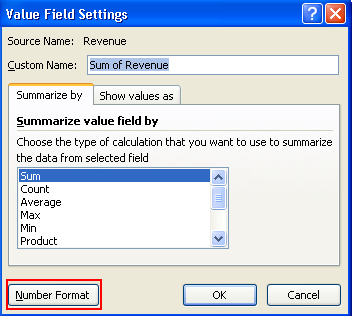 Value Field Settings
Source Name: Revenue
Custom Name: Sum of Revenue
Summarize by Show values as
Summarize value field by
Choose the type of calculation that you want to use to summarize
the data from selected field
Sum
Count
Average
Max
Min
Product
Number Format OK Cancel